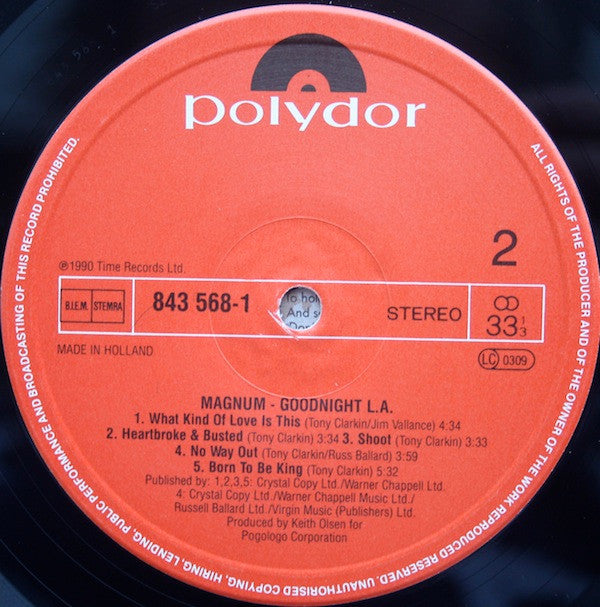 polydor
2
℗1990 Time Records Ltd.
B.I.E.M. STEMRA
843 568-1
STEREO
33 1/3
MADE IN HOLLAND
LC 0309
MAGNUM - GOODNIGHT L.A.
1. What Kind Of Love Is This (Tony Clarkin/Jim Vallance) 4:34
2. Heartbroke & Busted (Tony Clarkin) 3:34 3. Shoot (Tony Clarkin) 3:33
4. No Way Out (Tony Clarkin/Russ Ballard) 3:59
5. Born To Be King (Tony Clarkin) 5:32
Published by: 1,2,3,5: Crystal Copy Ltd./Warner Chappell Ltd.
4: Crystal Copy Ltd./Warner Chappell Music Ltd./
Russell Ballard Ltd./Virgin Music (Publishers) Ltd.
Produced by Keith Olsen for
Pogologo Corporation
ALL RIGHTS OF THE PRODUCER AND OF THE OWNER OF THE WORK REPRODUCED RESERVED. UNAUTHORISED COPYING, HIRING, LENDING, PUBLIC PERFORMANCE AND BROADCASTING OF THIS RECORD PROHIBITED.
And s